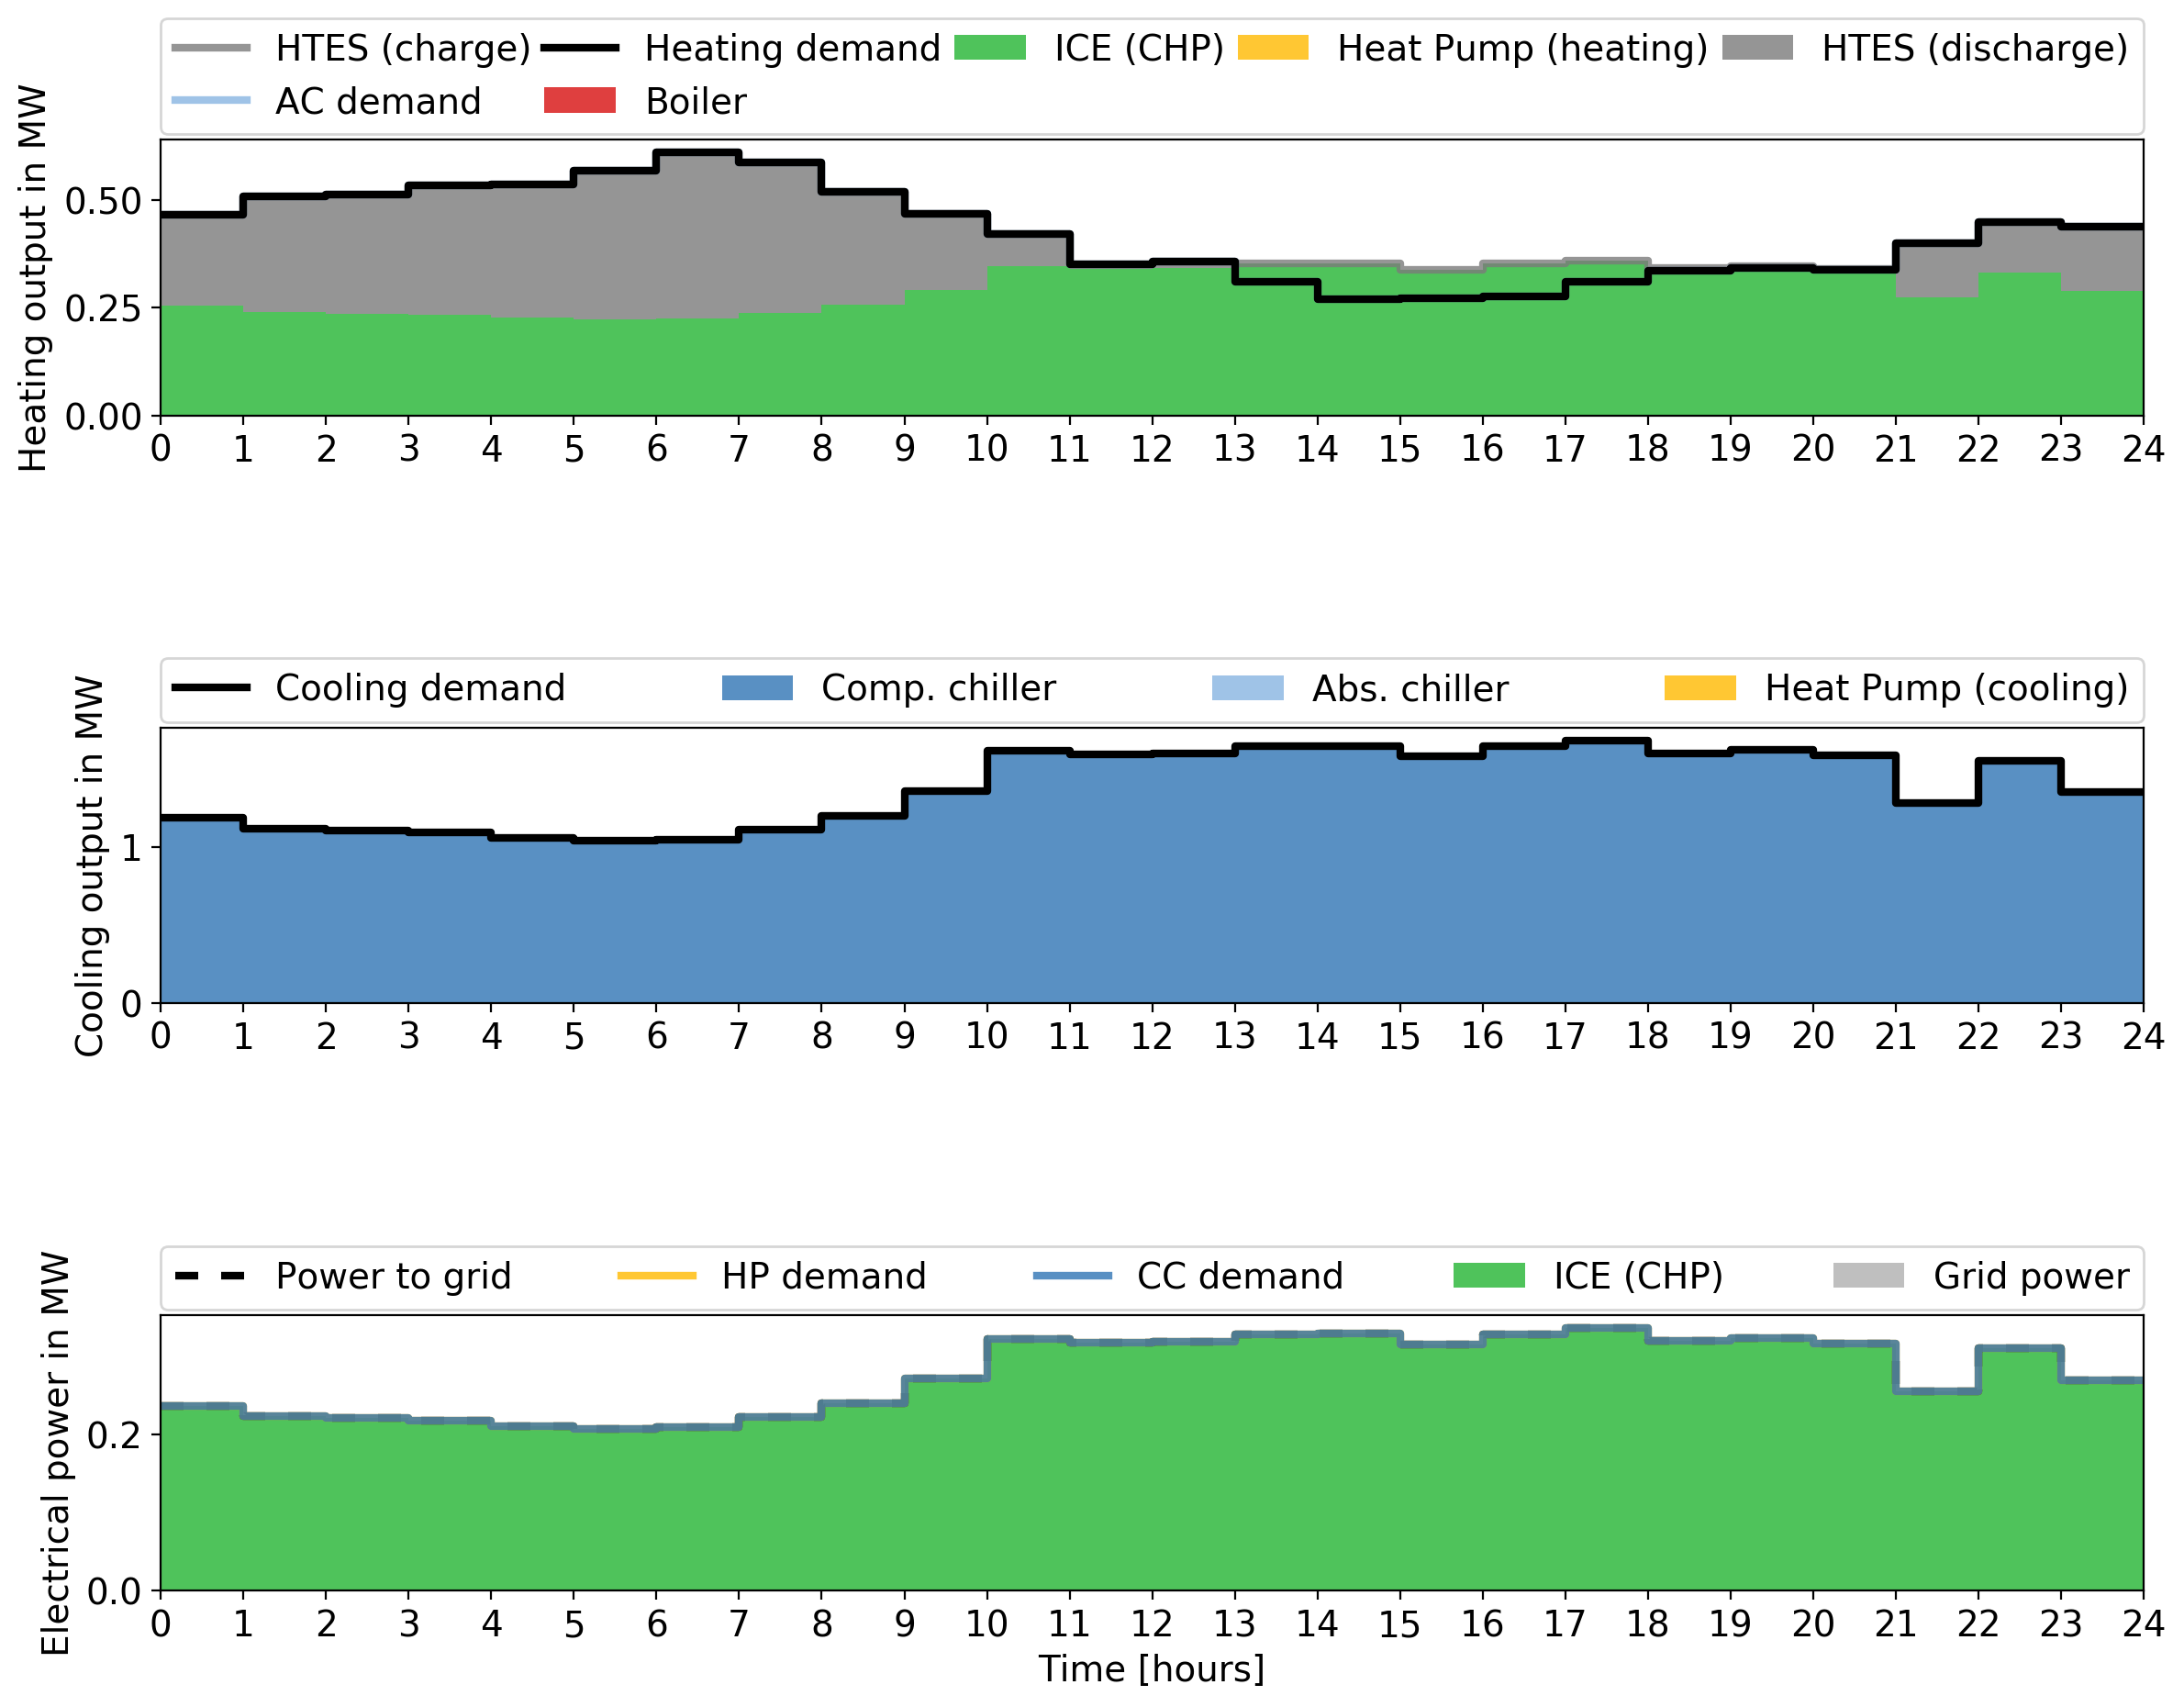 HTES (charge) Heating demand ICE (CHP) Heat Pump (heating) HTES (discharge)
AC demand Boiler
Heating output in MW
0.50
0.25
0.00
0 1 2 3 4 5 6 7 8 9 10 11 12 13 14 15 16 17 18 19 20 21 22 23 24
Cooling demand Comp. chiller Abs. chiller Heat Pump (cooling)
Cooling output in MW
1
0
0 1 2 3 4 5 6 7 8 9 10 11 12 13 14 15 16 17 18 19 20 21 22 23 24
Power to grid HP demand CC demand ICE (CHP) Grid power
Electrical power in MW
0.2
0.0
0 1 2 3 4 5 6 7 8 9 10 11 12 13 14 15 16 17 18 19 20 21 22 23 24
Time [hours]